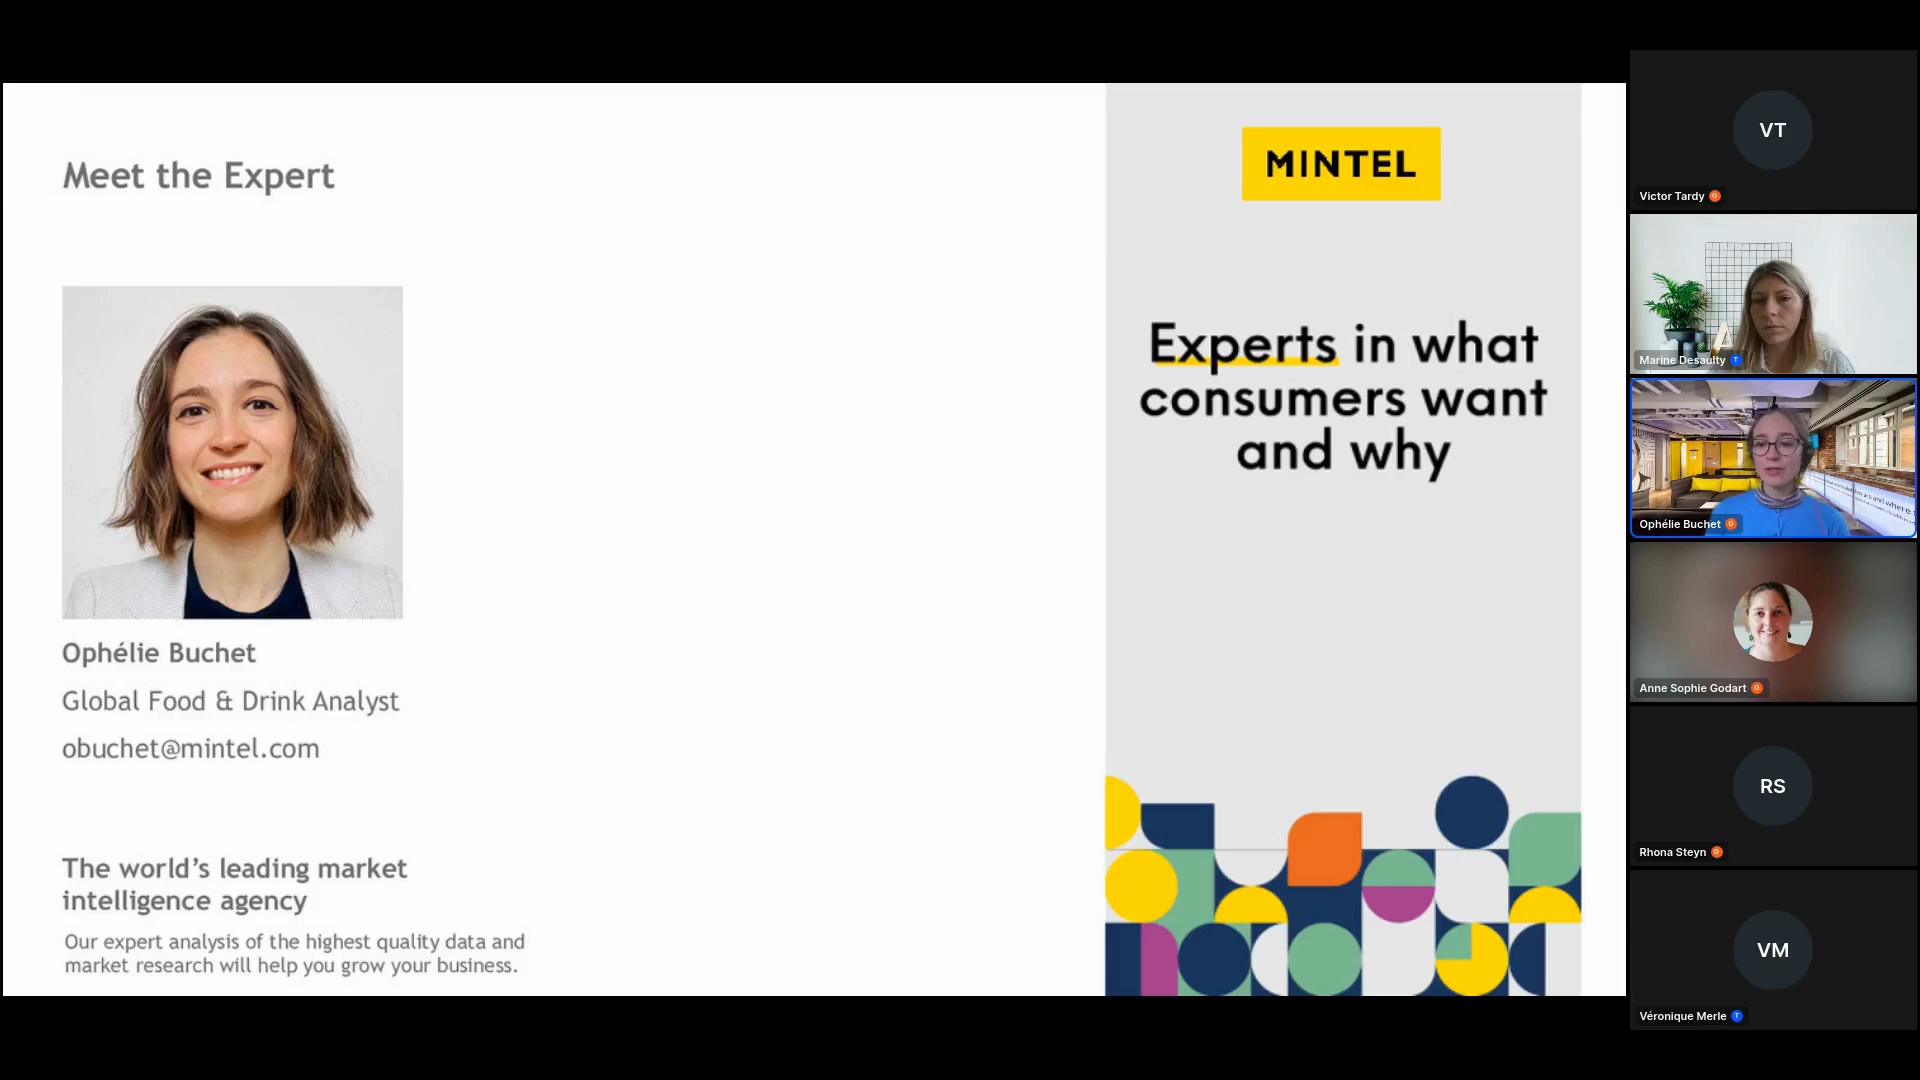 Meet the Expert
Ophélie Buchet
Global Food & Drink Analyst
obuchet@mintel.com
The world’s leading market
intelligence agency
Our expert analysis of the highest quality data and
market research will help you grow your business.
MINTEL
Experts in what
consumers want
and why
VT
Victor Tardy G
Marine Desaulty T
Ophélie Buchet G
Anne Sophie Godart G
RS
Rhona Steyn G
VM
Véronique Merle T